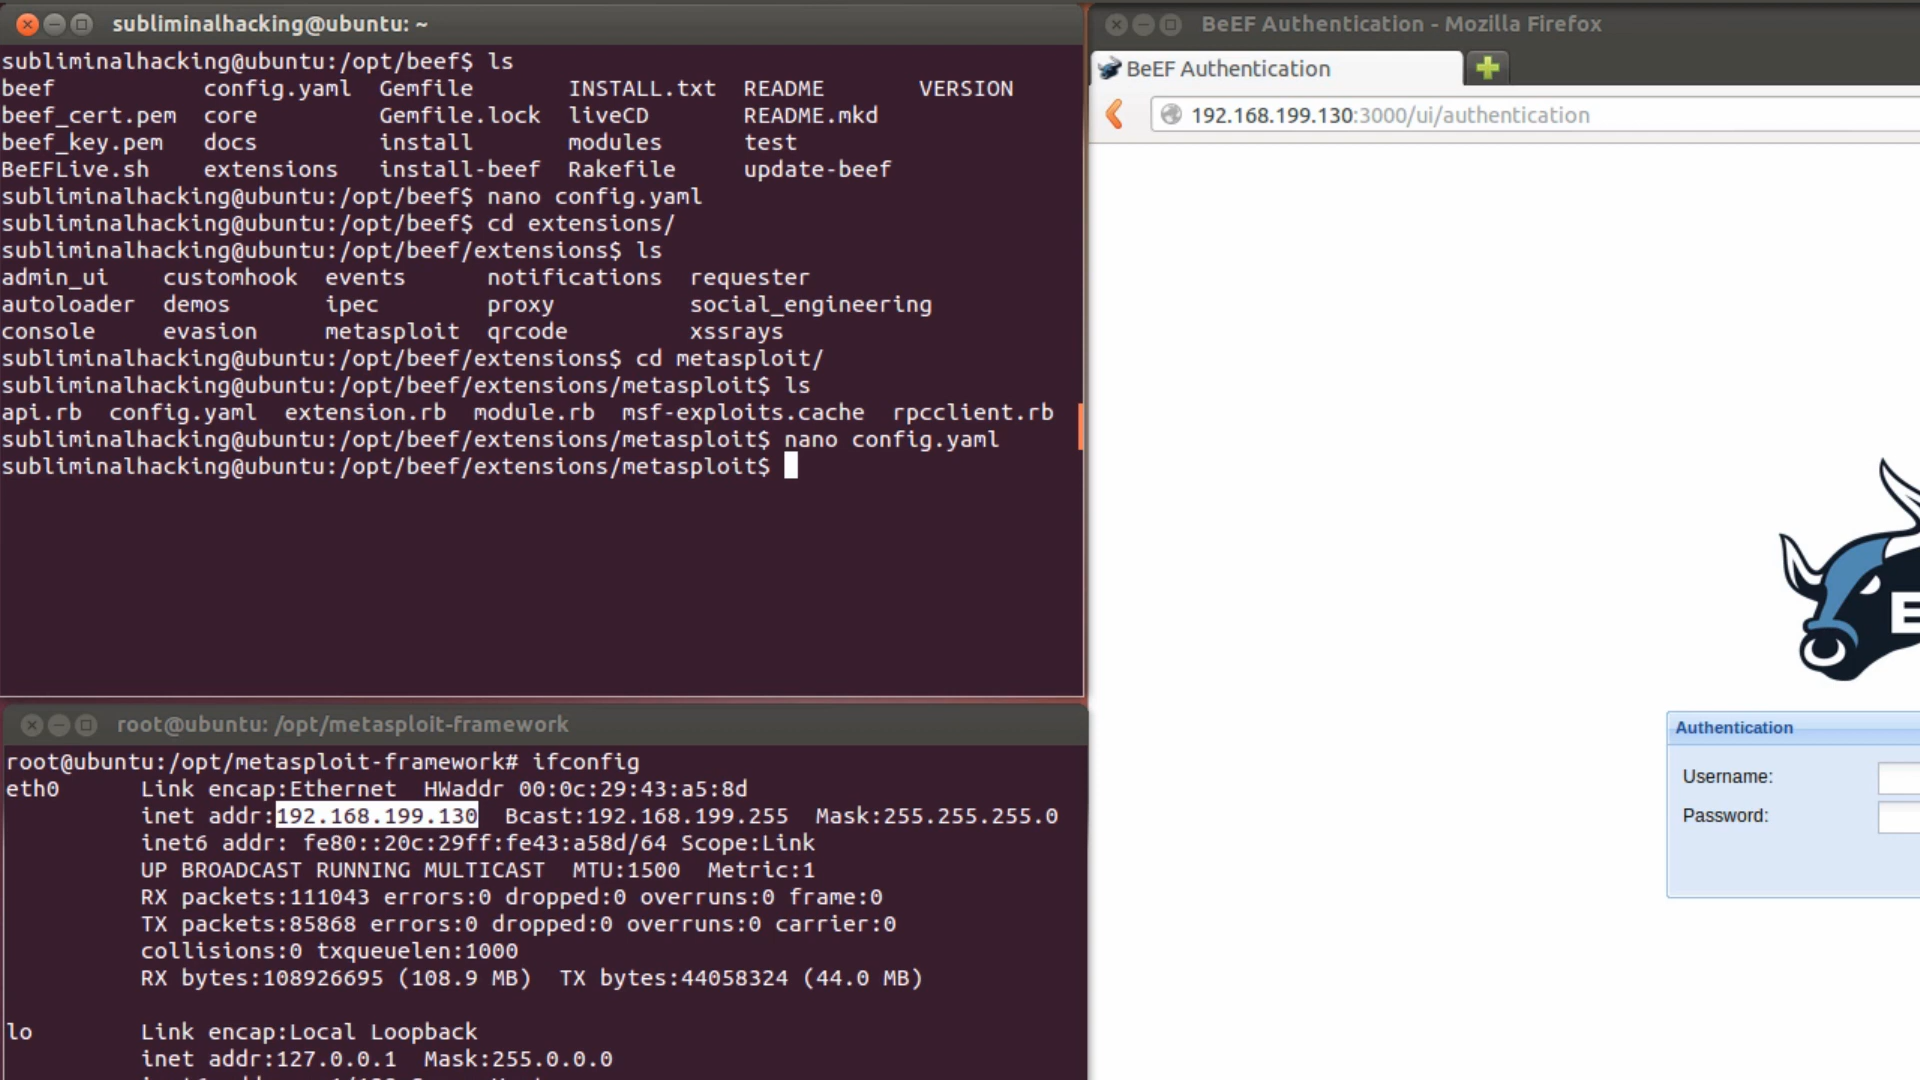 subliminalhacking@ubuntu: ~
subliminalhacking@ubuntu:/opt/beef$ ls
beef config.yaml Gemfile INSTALL.txt README VERSION
beef_cert.pem core Gemfile.lock liveCD README.mkd
beef_key.pem docs install modules test
BeEFLive.sh extensions install-beef Rakefile update-beef
subliminalhacking@ubuntu:/opt/beef$ nano config.yaml
subliminalhacking@ubuntu:/opt/beef$ cd extensions/
subliminalhacking@ubuntu:/opt/beef/extensions$ ls
admin_ui customhook events notifications requester
autoloader demos ipec proxy social_engineering
console evasion metasploit qrcode xssrays
subliminalhacking@ubuntu:/opt/beef/extensions$ cd metasploit/
subliminalhacking@ubuntu:/opt/beef/extensions/metasploit$ ls
api.rb config.yaml extension.rb module.rb msf-exploits.cache rpcclient.rb
subliminalhacking@ubuntu:/opt/beef/extensions/metasploit$ nano config.yaml
subliminalhacking@ubuntu:/opt/beef/extensions/metasploit$
root@ubuntu: /opt/metasploit-framework
root@ubuntu:/opt/metasploit-framework# ifconfig
eth0 Link encap:Ethernet HWaddr 00:0c:29:43:a5:8d
inet addr:192.168.199.130 Bcast:192.168.199.255 Mask:255.255.255.0
inet6 addr: fe80::20c:29ff:fe43:a58d/64 Scope:Link
UP BROADCAST RUNNING MULTICAST MTU:1500 Metric:1
RX packets:111043 errors:0 dropped:0 overruns:0 frame:0
TX packets:85868 errors:0 dropped:0 overruns:0 carrier:0
collisions:0 txqueuelen:1000
RX bytes:108926695 (108.9 MB) TX bytes:44058324 (44.0 MB)
lo Link encap:Local Loopback
inet addr:127.0.0.1 Mask:255.0.0.0
BeEF Authentication - Mozilla Firefox
BeEF Authentication
192.168.199.130:3000/ui/authentication
Authentication
Username:
Password: